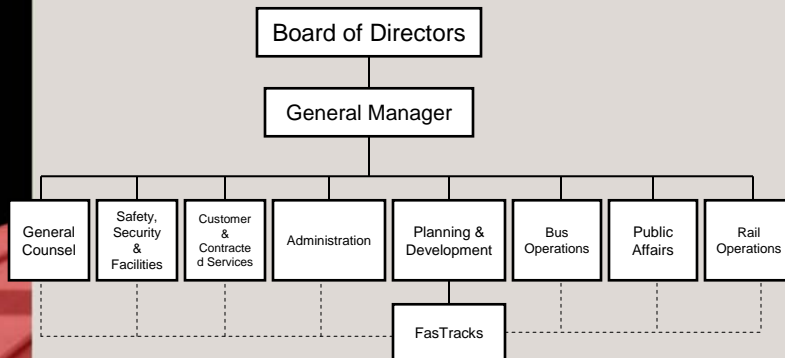 Board of Directors
General Manager
General
Counsel
Safety,
Security
&
Facilities
Customer
&
Contracte
d Services
Administration
Planning &
Development
Bus
Operations
Public
Affairs
Rail
Operations
FasTracks